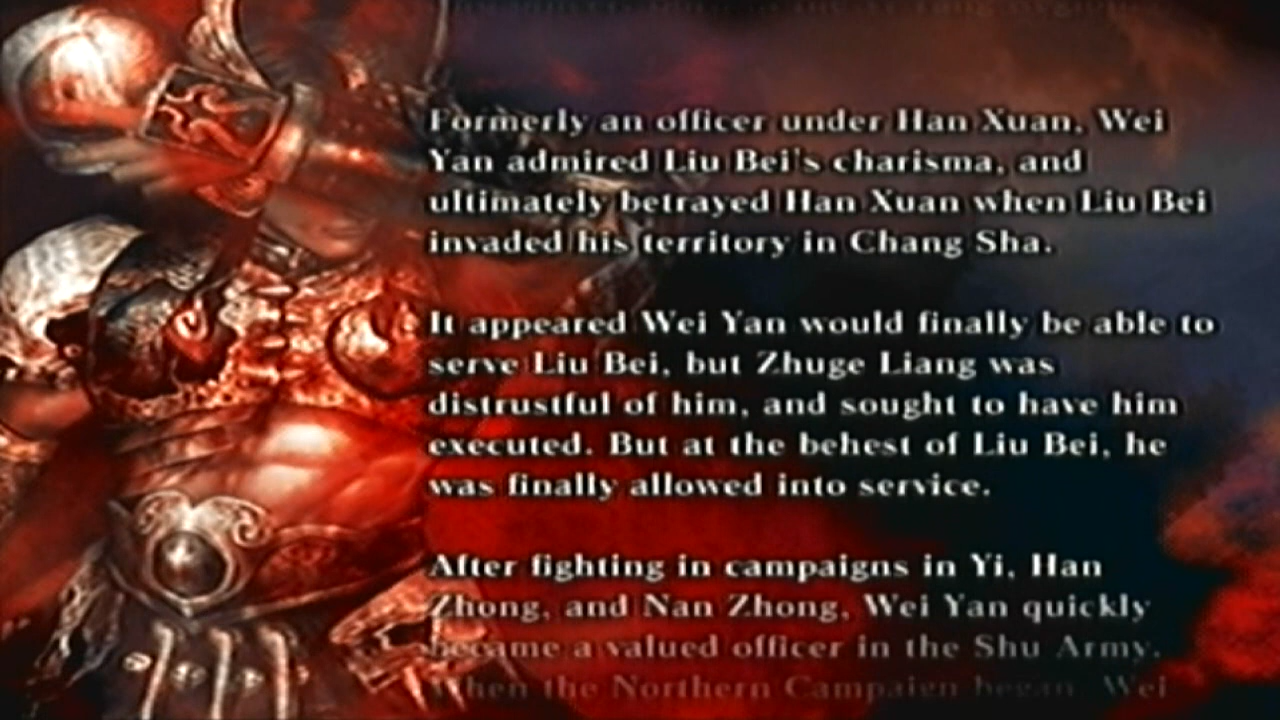 Formerly an officer under Han Xuan, Wei
Yan admired Liu Bei's charisma, and
ultimately betrayed Han Xuan when Liu Bei
invaded his territory in Chang Sha.
It appeared Wei Yan would finally be able to
serve Liu Bei, but Zhuge Liang was
distrustful of him, and sought to have him
executed. But at the behest of Liu Bei, he
was finally allowed into service.
After fighting in campaigns in Yi, Han
Zhong, and Nan Zhong, Wei Yan quickly
became a valued officer in the Shu Army.
When the Northern Campaign began, Wei